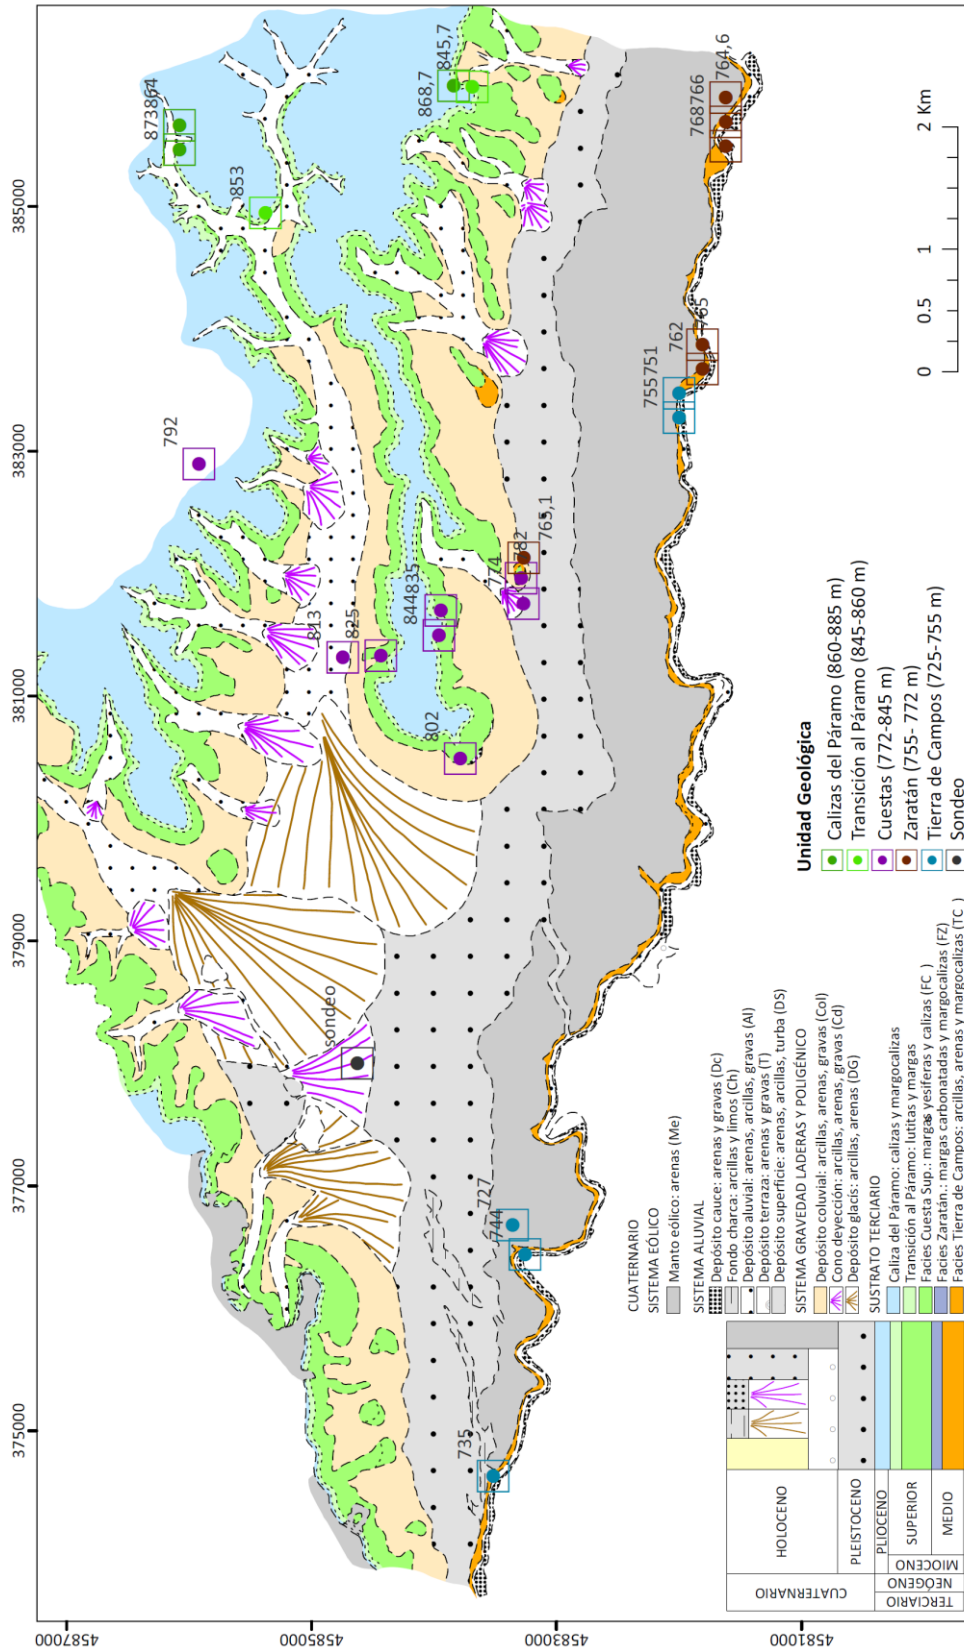 4587000
4585000
4583000
4581000
375000
377000
379000
381000
383000
385000
873864
853
868,7
845,7
792
813
825
844835
802
774
782
765,1
768766
764,6
762
765
755751
sondeo
744
727
735
0
0.5
1
2 Km
Unidad Geológica
Calizas del Páramo (860-885 m)
Transición al Páramo (845-860 m)
Cuestas (772-845 m)
Zaratán (755- 772 m)
Tierra de Campos (725-755 m)
Sondeo
CUATERNARIO
SISTEMA EÓLICO
Manto eólico: arenas (Me)
SISTEMA ALUVIAL
Depósito cauce: arenas y gravas (Dc)
Fondo charca: arcillas y limos (Ch)
Depósito aluvial: arenas, arcillas, gravas (Al)
Depósito terraza: arenas y gravas (T)
Depósito superficie: arenas, arcillas, turba (DS)
SISTEMA GRAVEDAD LADERAS Y POLIGÉNICO
Depósito coluvial: arcillas, arenas, gravas (Col)
Cono deyección: arcillas, arenas, gravas (Cd)
Depósito glacís: arcillas, arenas (DG)
SUSTRATO TERCIARIO
Caliza del Páramo: calizas y margocalizas
Transición al Páramo: lutitas y margas
Facies Cuesta Sup.: margas yesíferas y calizas (FC )
Facies Zaratán.: margas carbonatadas y margocalizas (FZ)
Facies Tierra de Campos: arcillas, arenas y margocalizas (TC )
CUATERNARIO
HOLOCENO
PLEISTOCENO
TERCIARIO
NEÓGENO
PLIOCENO
MIOCENO
SUPERIOR
MEDIO